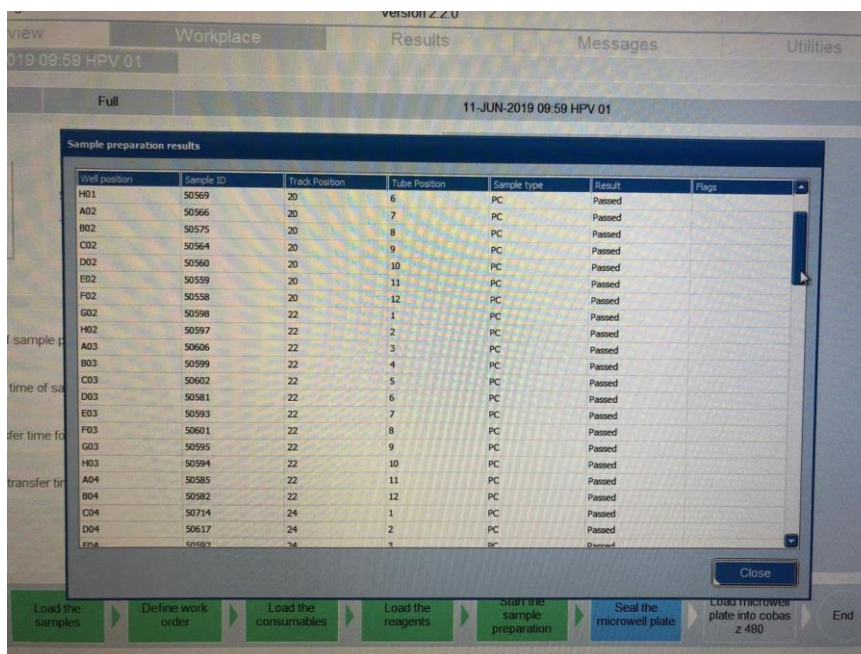 Version 2.2.0
view Workplace Results Messages Utilities
019 09:59 HPV 01
Full 11-JUN-2019 09:59 HPV 01
Sample preparation results
Well position Sample ID Track Position Tube Position Sample type Result Flags
H01 50569 20 6 PC Passed
A02 50566 20 7 PC Passed
B02 50575 20 8 PC Passed
C02 50564 20 9 PC Passed
D02 50560 20 10 PC Passed
E02 50559 20 11 PC Passed
F02 50558 20 12 PC Passed
G02 50598 22 1 PC Passed
H02 50597 22 2 PC Passed
A03 50606 22 3 PC Passed
B03 50599 22 4 PC Passed
C03 50602 22 5 PC Passed
D03 50581 22 6 PC Passed
E03 50593 22 7 PC Passed
F03 50601 22 8 PC Passed
G03 50595 22 9 PC Passed
H03 50594 22 10 PC Passed
A04 50585 22 11 PC Passed
B04 50582 22 12 PC Passed
C04 50714 24 1 PC Passed
D04 50617 24 2 PC Passed
E04 50592 24 3 PC Passed
f sample p
time of sa
sfer time fo
transfer tim
Close
Load the samples
Define work order
Load the consumables
Load the reagents
Start the sample preparation
Seal the microwell plate
Load microwell plate into cobas z 480
End